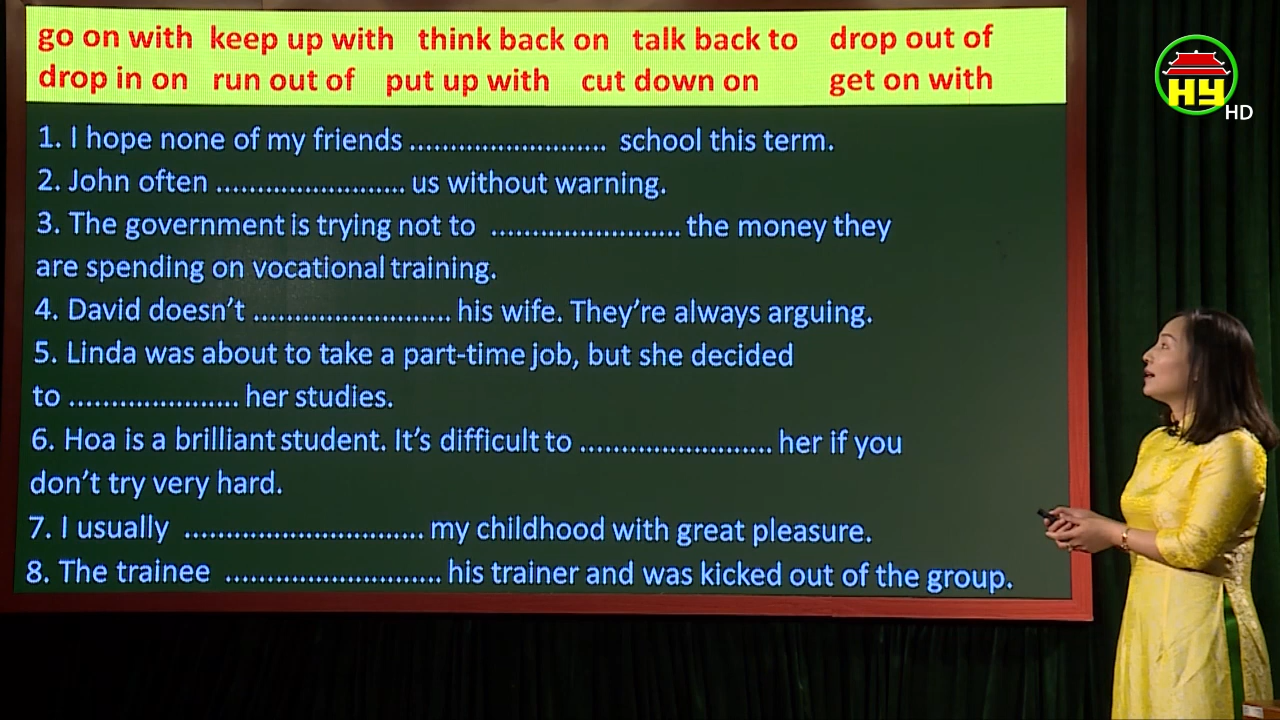 go on with keep up with think back on talk back to drop out of
drop in on run out of put up with cut down on get on with
HY
HD
1. I hope none of my friends ........................ school this term.
2. John often ....................... us without warning.
3. The government is trying not to ....................... the money they
are spending on vocational training.
4. David doesn't ........................ his wife. They're always arguing.
5. Linda was about to take a part-time job, but she decided
to .................... her studies.
6. Hoa is a brilliant student. It's difficult to ....................... her if you
don't try very hard.
7. I usually ............................. my childhood with great pleasure.
8. The trainee .......................... his trainer and was kicked out of the group.